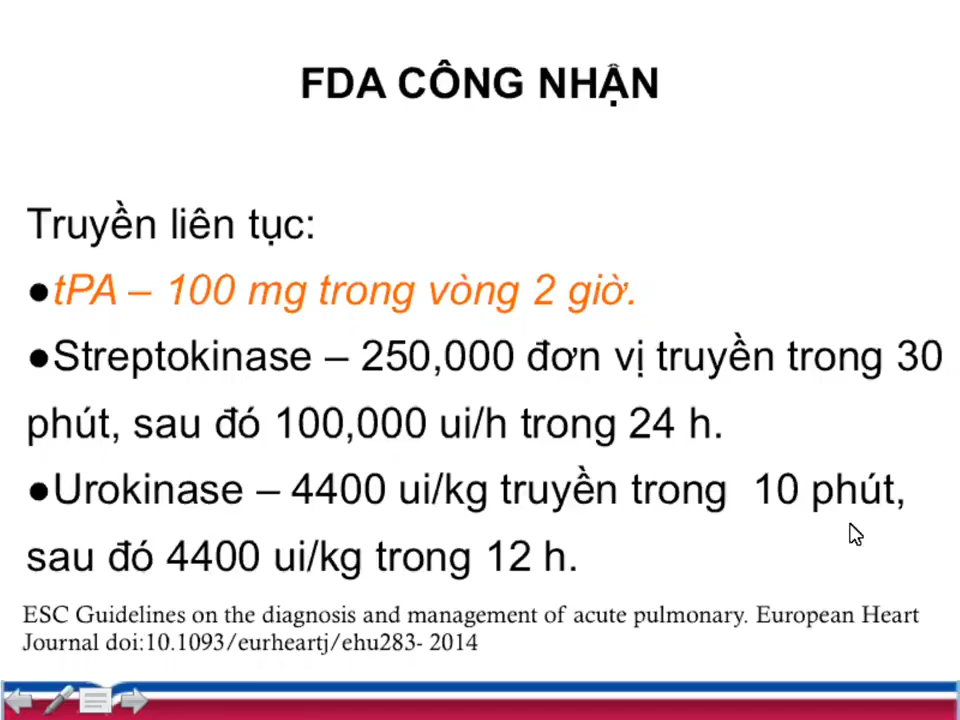 FDA CÔNG NHẬN
Truyền liên tục:
●tPA – 100 mg trong vòng 2 giờ.
●Streptokinase – 250,000 đơn vị truyền trong 30
phút, sau đó 100,000 ui/h trong 24 h.
●Urokinase – 4400 ui/kg truyền trong 10 phút,
sau đó 4400 ui/kg trong 12 h.
ESC Guidelines on the diagnosis and management of acute pulmonary. European Heart
Journal doi:10.1093/eurheartj/ehu283- 2014